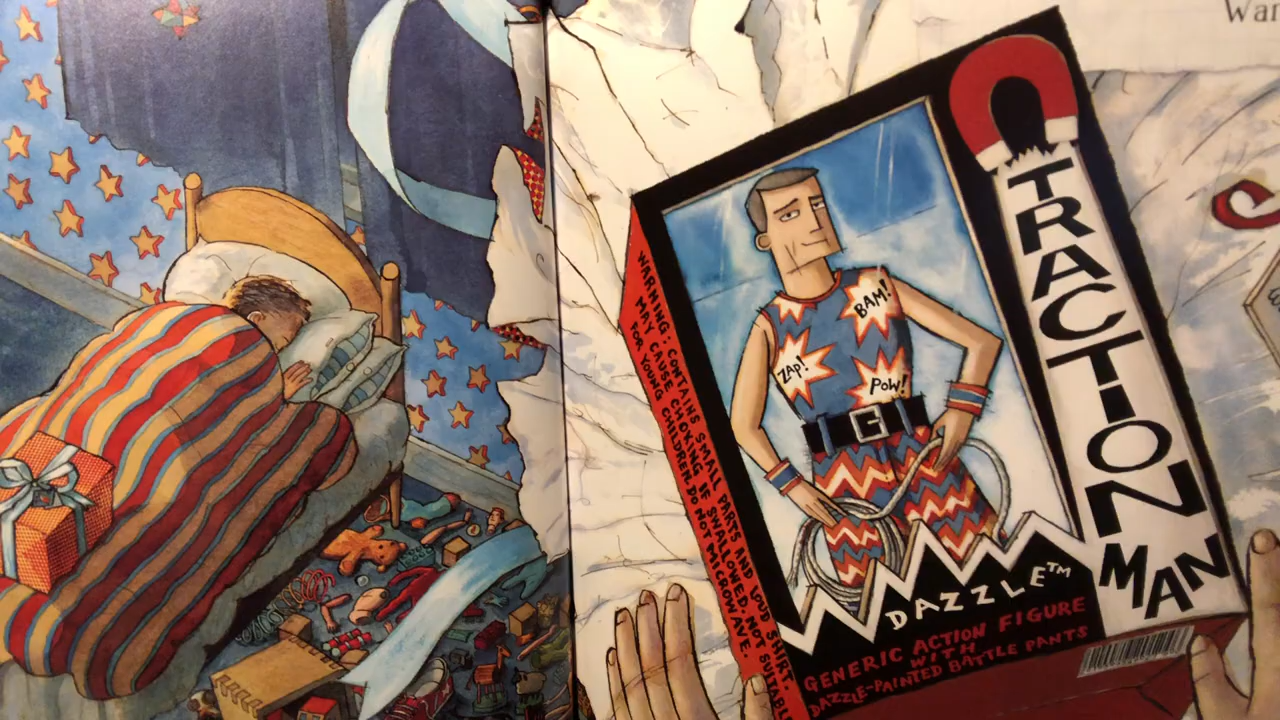 War
WARNING: CONTAINS SMALL PARTS AND LOUD SHIRT.
MAY CAUSE CHOKING IF SWALLOWED. NOT SUITABLE
FOR YOUNG CHILDREN. DO NOT MICROWAVE.
BAM!
ZAP!
POW!
TRACTION
MAN
DAZZLE™
GENERIC ACTION FIGURE
WITH
DAZZLE-PAINTED BATTLE PANTS